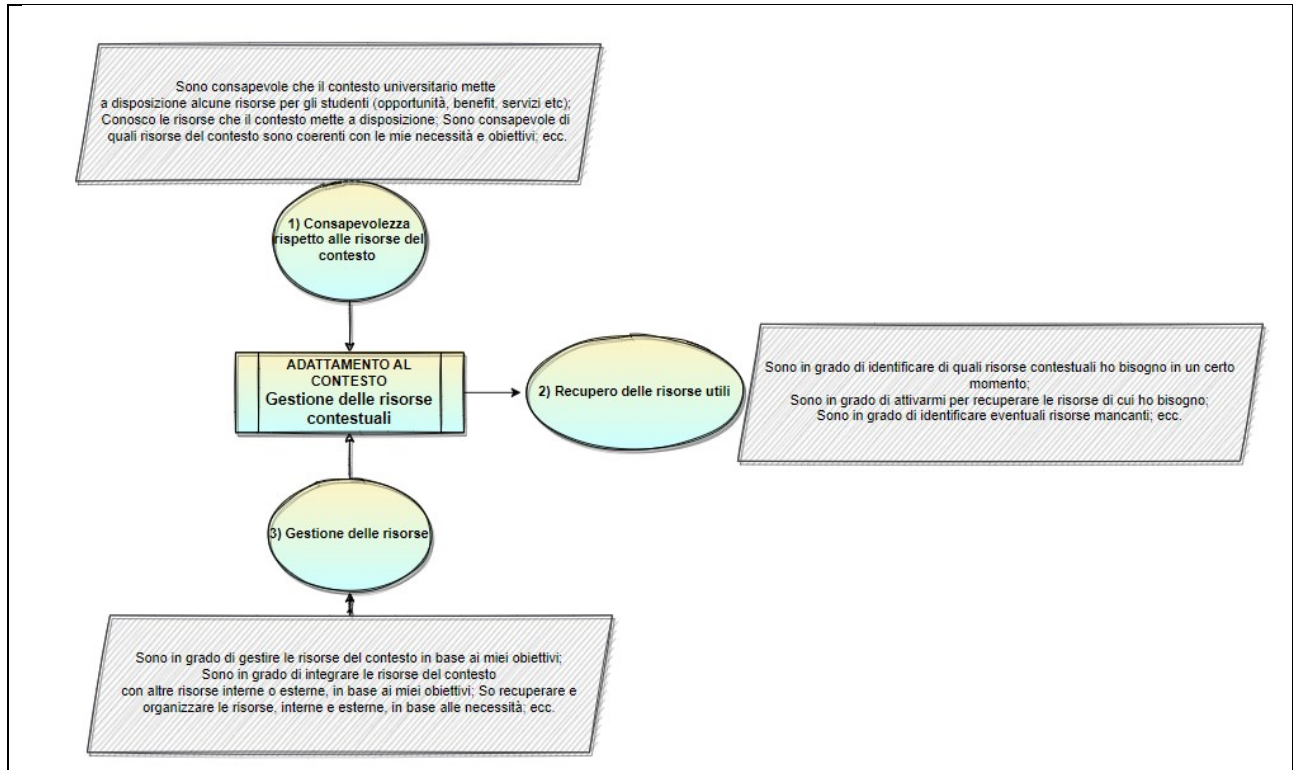 Sono consapevole che il contesto universitario mette
a disposizione alcune risorse per gli studenti (opportunità, benefit, servizi etc);
Conosco le risorse che il contesto mette a disposizione; Sono consapevole di
quali risorse del contesto sono coerenti con le mie necessità e obiettivi; ecc.
1) Consapevolezza
rispetto alle risorse del
contesto
ADATTAMENTO AL
CONTESTO
Gestione delle risorse
contestuali
2) Recupero delle risorse utili
Sono in grado di identificare di quali risorse contestuali ho bisogno in un certo
momento;
Sono in grado di attivarmi per recuperare le risorse di cui ho bisogno;
Sono in grado di identificare eventuali risorse mancanti; ecc.
3) Gestione delle risorse
Sono in grado di gestire le risorse del contesto in base ai miei obiettivi;
Sono in grado di integrare le risorse del contesto
con altre risorse interne o esterne, in base ai miei obiettivi; So recuperare e
organizzare le risorse, interne e esterne, in base alle necessità; ecc.